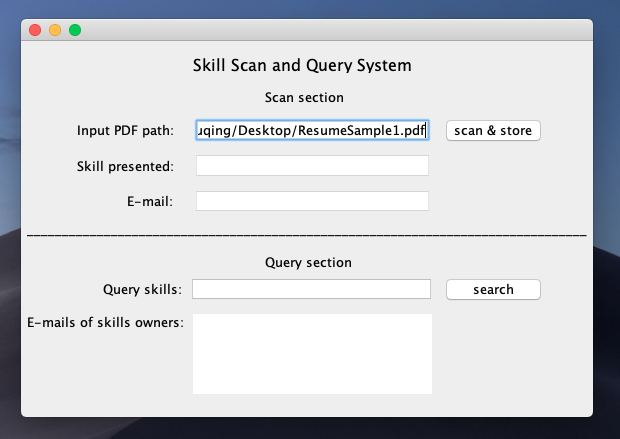 Skill Scan and Query System
Scan section
Input PDF path: uqing/Desktop/ResumeSample1.pdf scan & store
Skill presented:
E-mail:
Query section
Query skills: search
E-mails of skills owners: